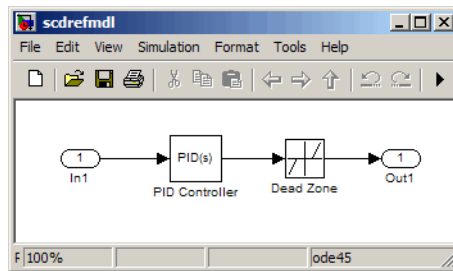 scdrefmdl
File Edit View Simulation Format Tools Help
1
In1
PID(s)
PID Controller
Dead Zone
1
Out1
F 100%
ode45